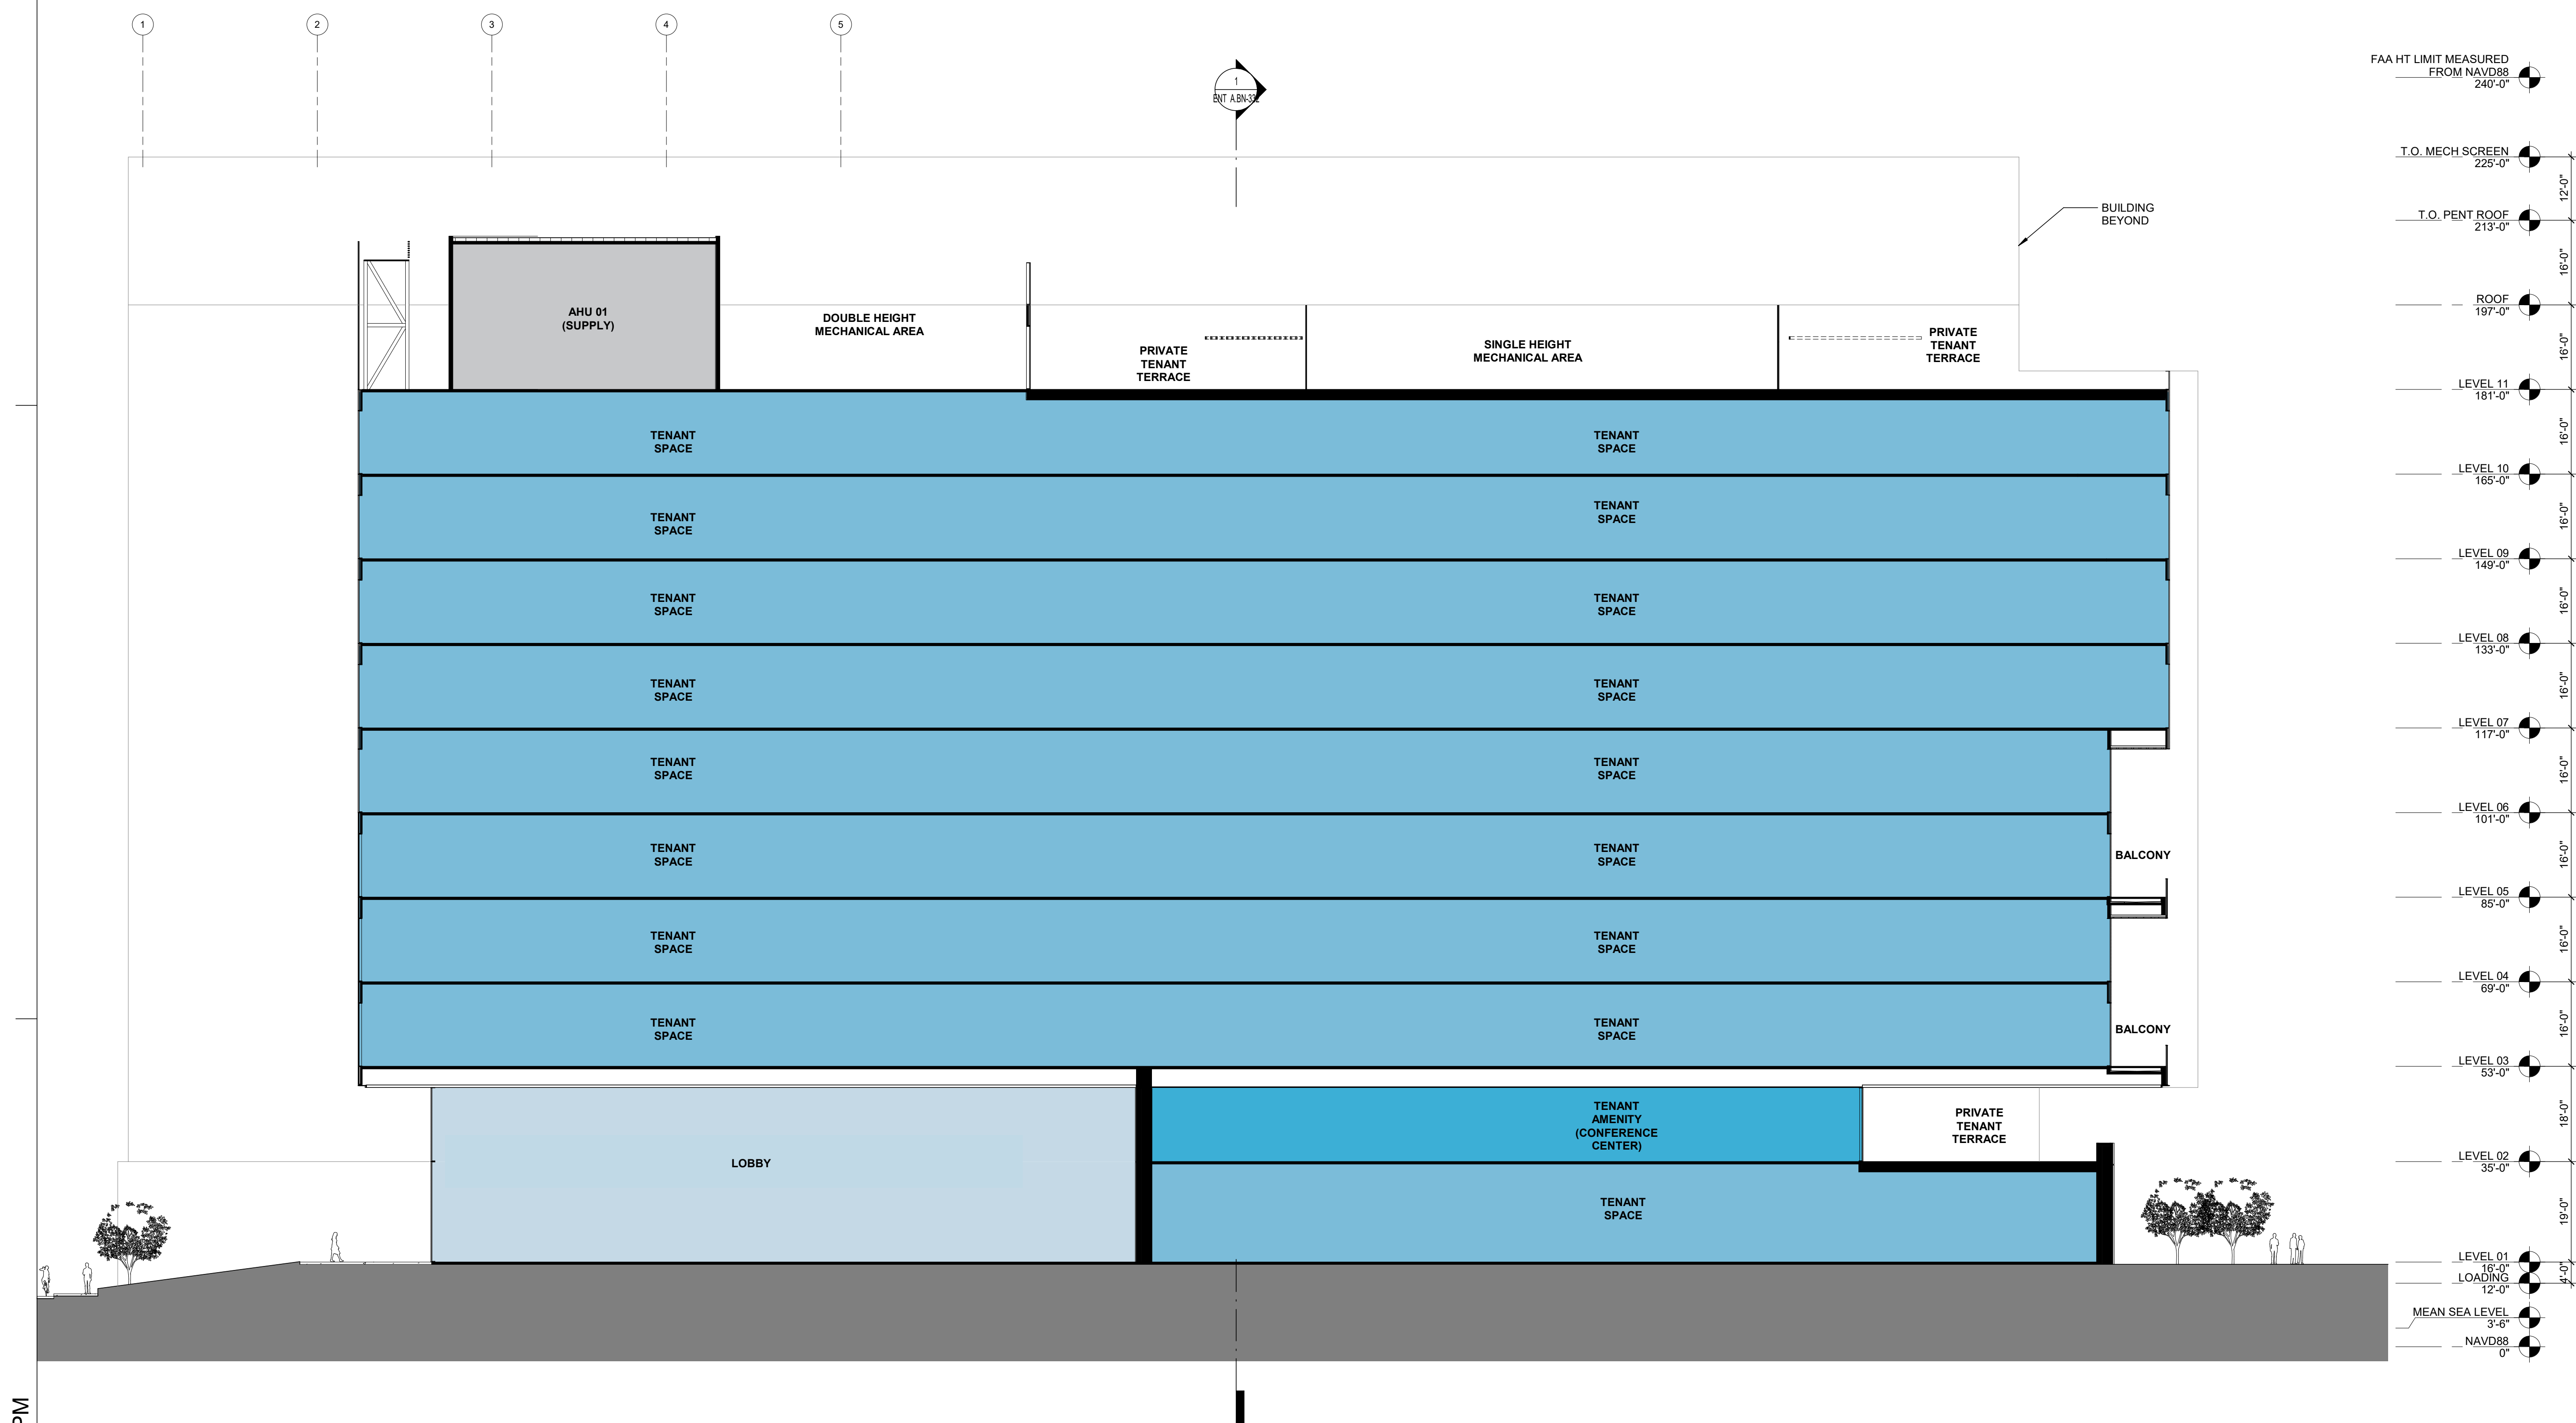 1
2
3
4
5
1
ENT A.BN-332
FAA HT LIMIT MEASURED
FROM NAVD88
240'-0"
T.O. MECH SCREEN
225'-0"
12'-0"
BUILDING
BEYOND
T.O. PENT ROOF
213'-0"
16'-0"
ROOF
197'-0"
16'-0"
AHU 01
(SUPPLY)
DOUBLE HEIGHT
MECHANICAL AREA
PRIVATE
TENANT
TERRACE
SINGLE HEIGHT
MECHANICAL AREA
PRIVATE
TENANT
TERRACE
LEVEL 11
181'-0"
16'-0"
TENANT
SPACE
TENANT
SPACE
LEVEL 10
165'-0"
16'-0"
TENANT
SPACE
TENANT
SPACE
LEVEL 09
149'-0"
16'-0"
TENANT
SPACE
TENANT
SPACE
LEVEL 08
133'-0"
16'-0"
TENANT
SPACE
TENANT
SPACE
LEVEL 07
117'-0"
16'-0"
TENANT
SPACE
TENANT
SPACE
LEVEL 06
101'-0"
16'-0"
TENANT
SPACE
TENANT
SPACE
BALCONY
LEVEL 05
85'-0"
16'-0"
TENANT
SPACE
TENANT
SPACE
LEVEL 04
69'-0"
16'-0"
TENANT
SPACE
TENANT
SPACE
BALCONY
LEVEL 03
53'-0"
18'-0"
TENANT
AMENITY
(CONFERENCE
CENTER)
PRIVATE
TENANT
TERRACE
LOBBY
LEVEL 02
35'-0"
19'-0"
TENANT
SPACE
LEVEL 01
16'-0"
4'-0"
LOADING
12'-0"
MEAN SEA LEVEL
3'-6"
NAVD88
0"
PM